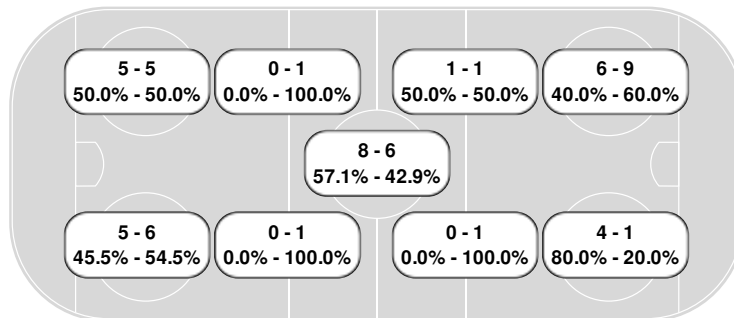 5 - 5
50.0% - 50.0%
0 - 1
0.0% - 100.0%
1 - 1
50.0% - 50.0%
6 - 9
40.0% - 60.0%
8 - 6
57.1% - 42.9%
5 - 6
45.5% - 54.5%
0 - 1
0.0% - 100.0%
0 - 1
0.0% - 100.0%
4 - 1
80.0% - 20.0%